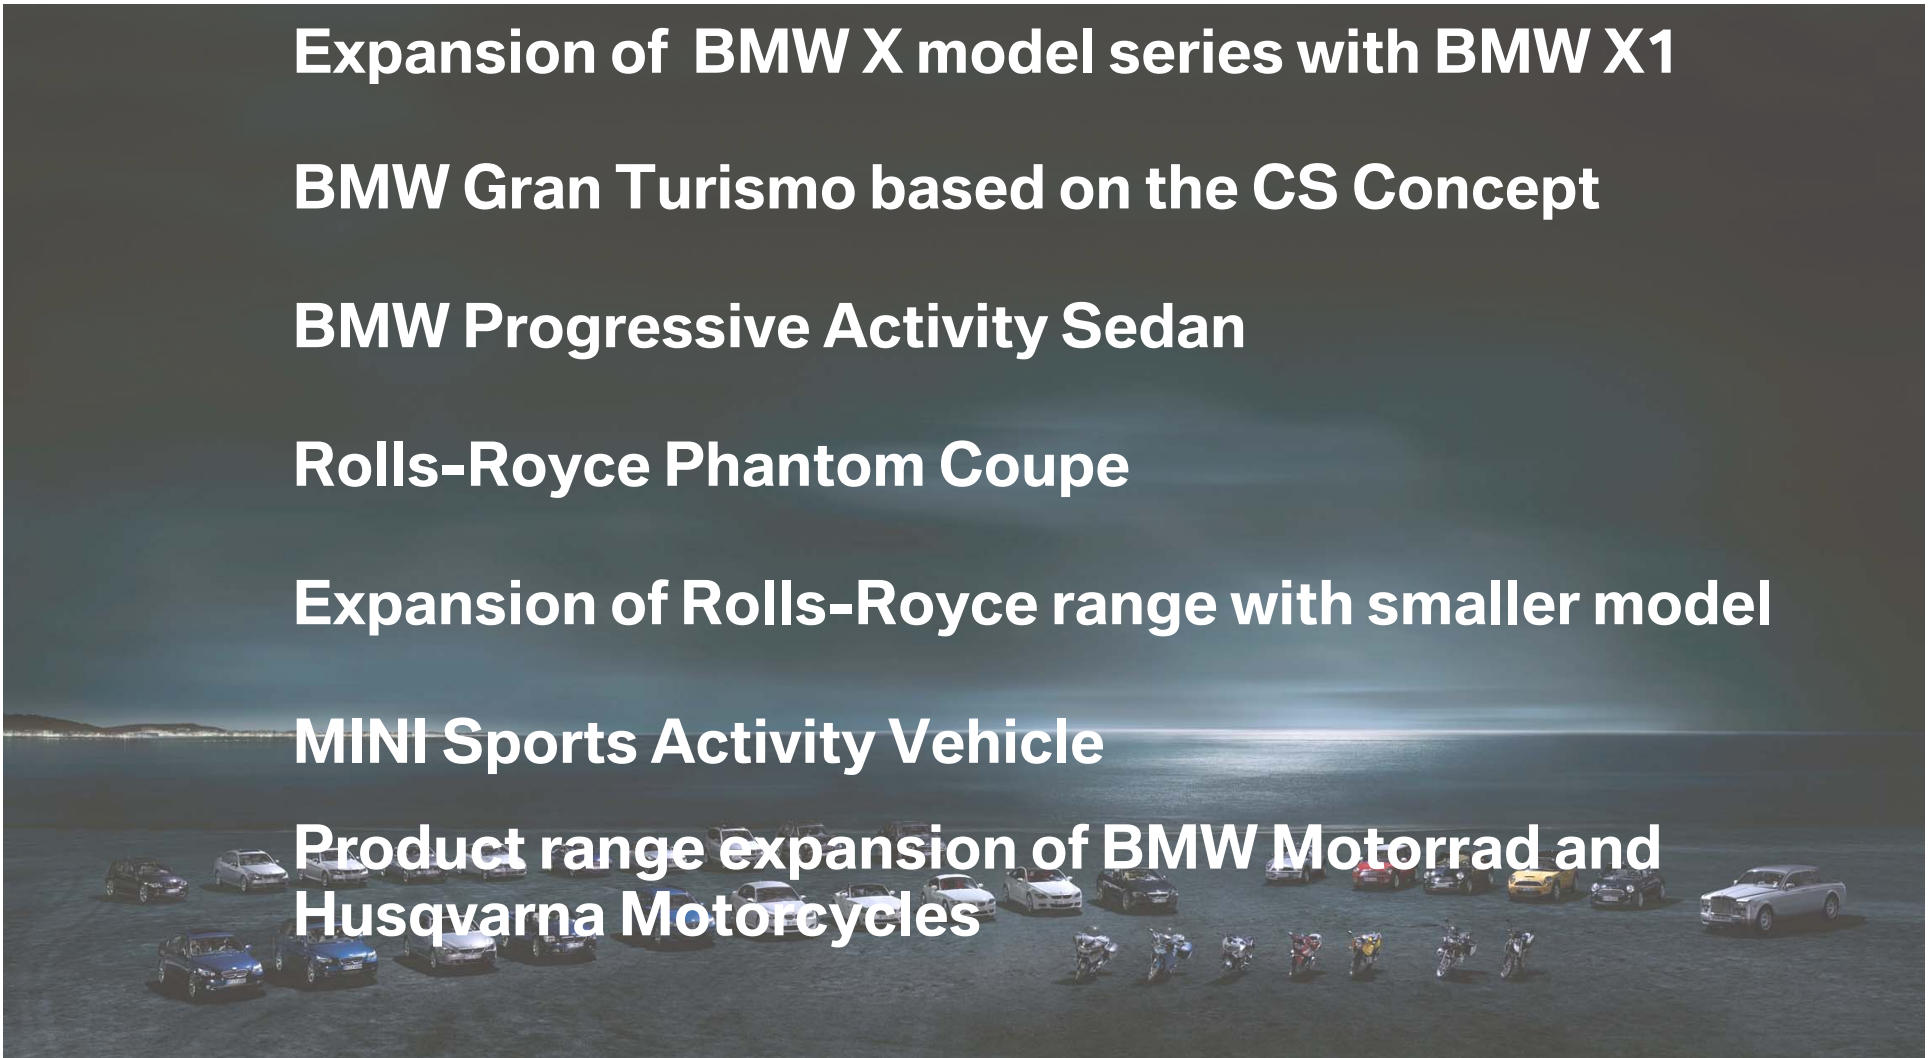 Expansion of BMW X model series with BMW X1
BMW Gran Turismo based on the CS Concept
BMW Progressive Activity Sedan
Rolls-Royce Phantom Coupe
Expansion of Rolls-Royce range with smaller model
MINI Sports Activity Vehicle
Product range expansion of BMW Motorrad and
Husqvarna Motorcycles